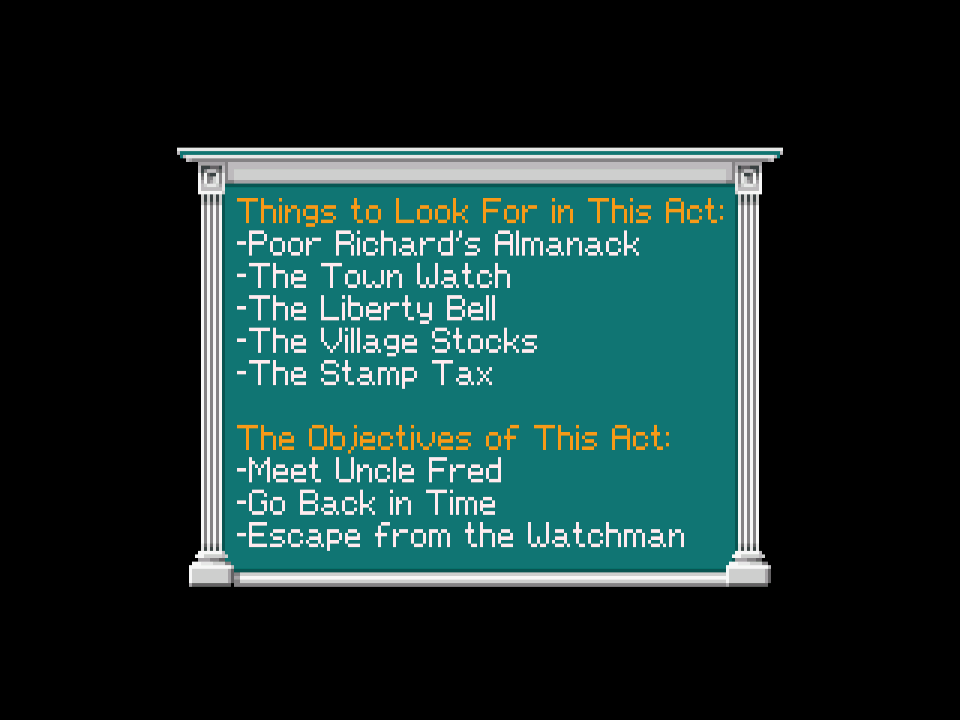 Things to Look For in This Act:
-Poor Richard's Almanack
-The Town Watch
-The Liberty Bell
-The Village Stocks
-The Stamp Tax
The Objectives of This Act:
-Meet Uncle Fred
-Go Back in Time
-Escape from the Watchman